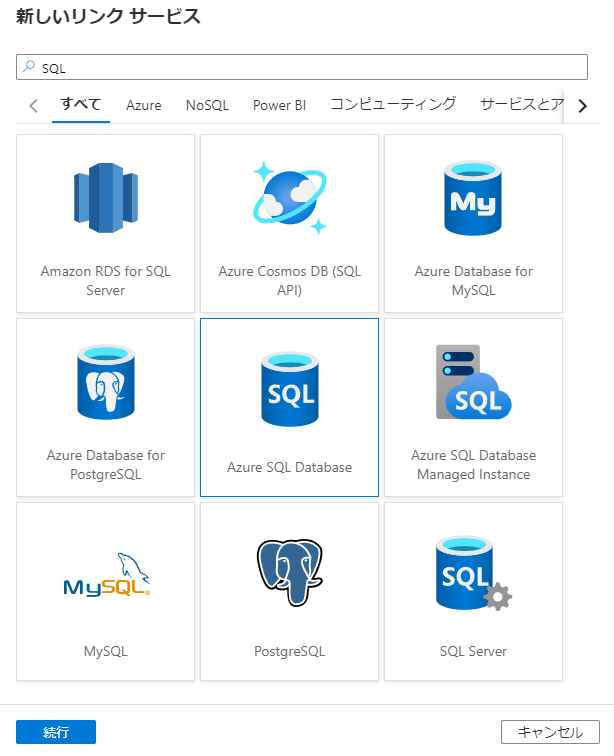 新しいリンク サービス
SQL
すべて Azure NoSQL Power BI コンピューティング サービスとア
My
Amazon RDS for SQL
Server
Azure Cosmos DB (SQL
API)
Azure Database for
MySQL
SQL
SQL
Azure Database for
PostgreSQL
Azure SQL Database
Azure SQL Database
Managed Instance
MySQL
SQL
MySQL
PostgreSQL
SQL Server
続行
キャンセル